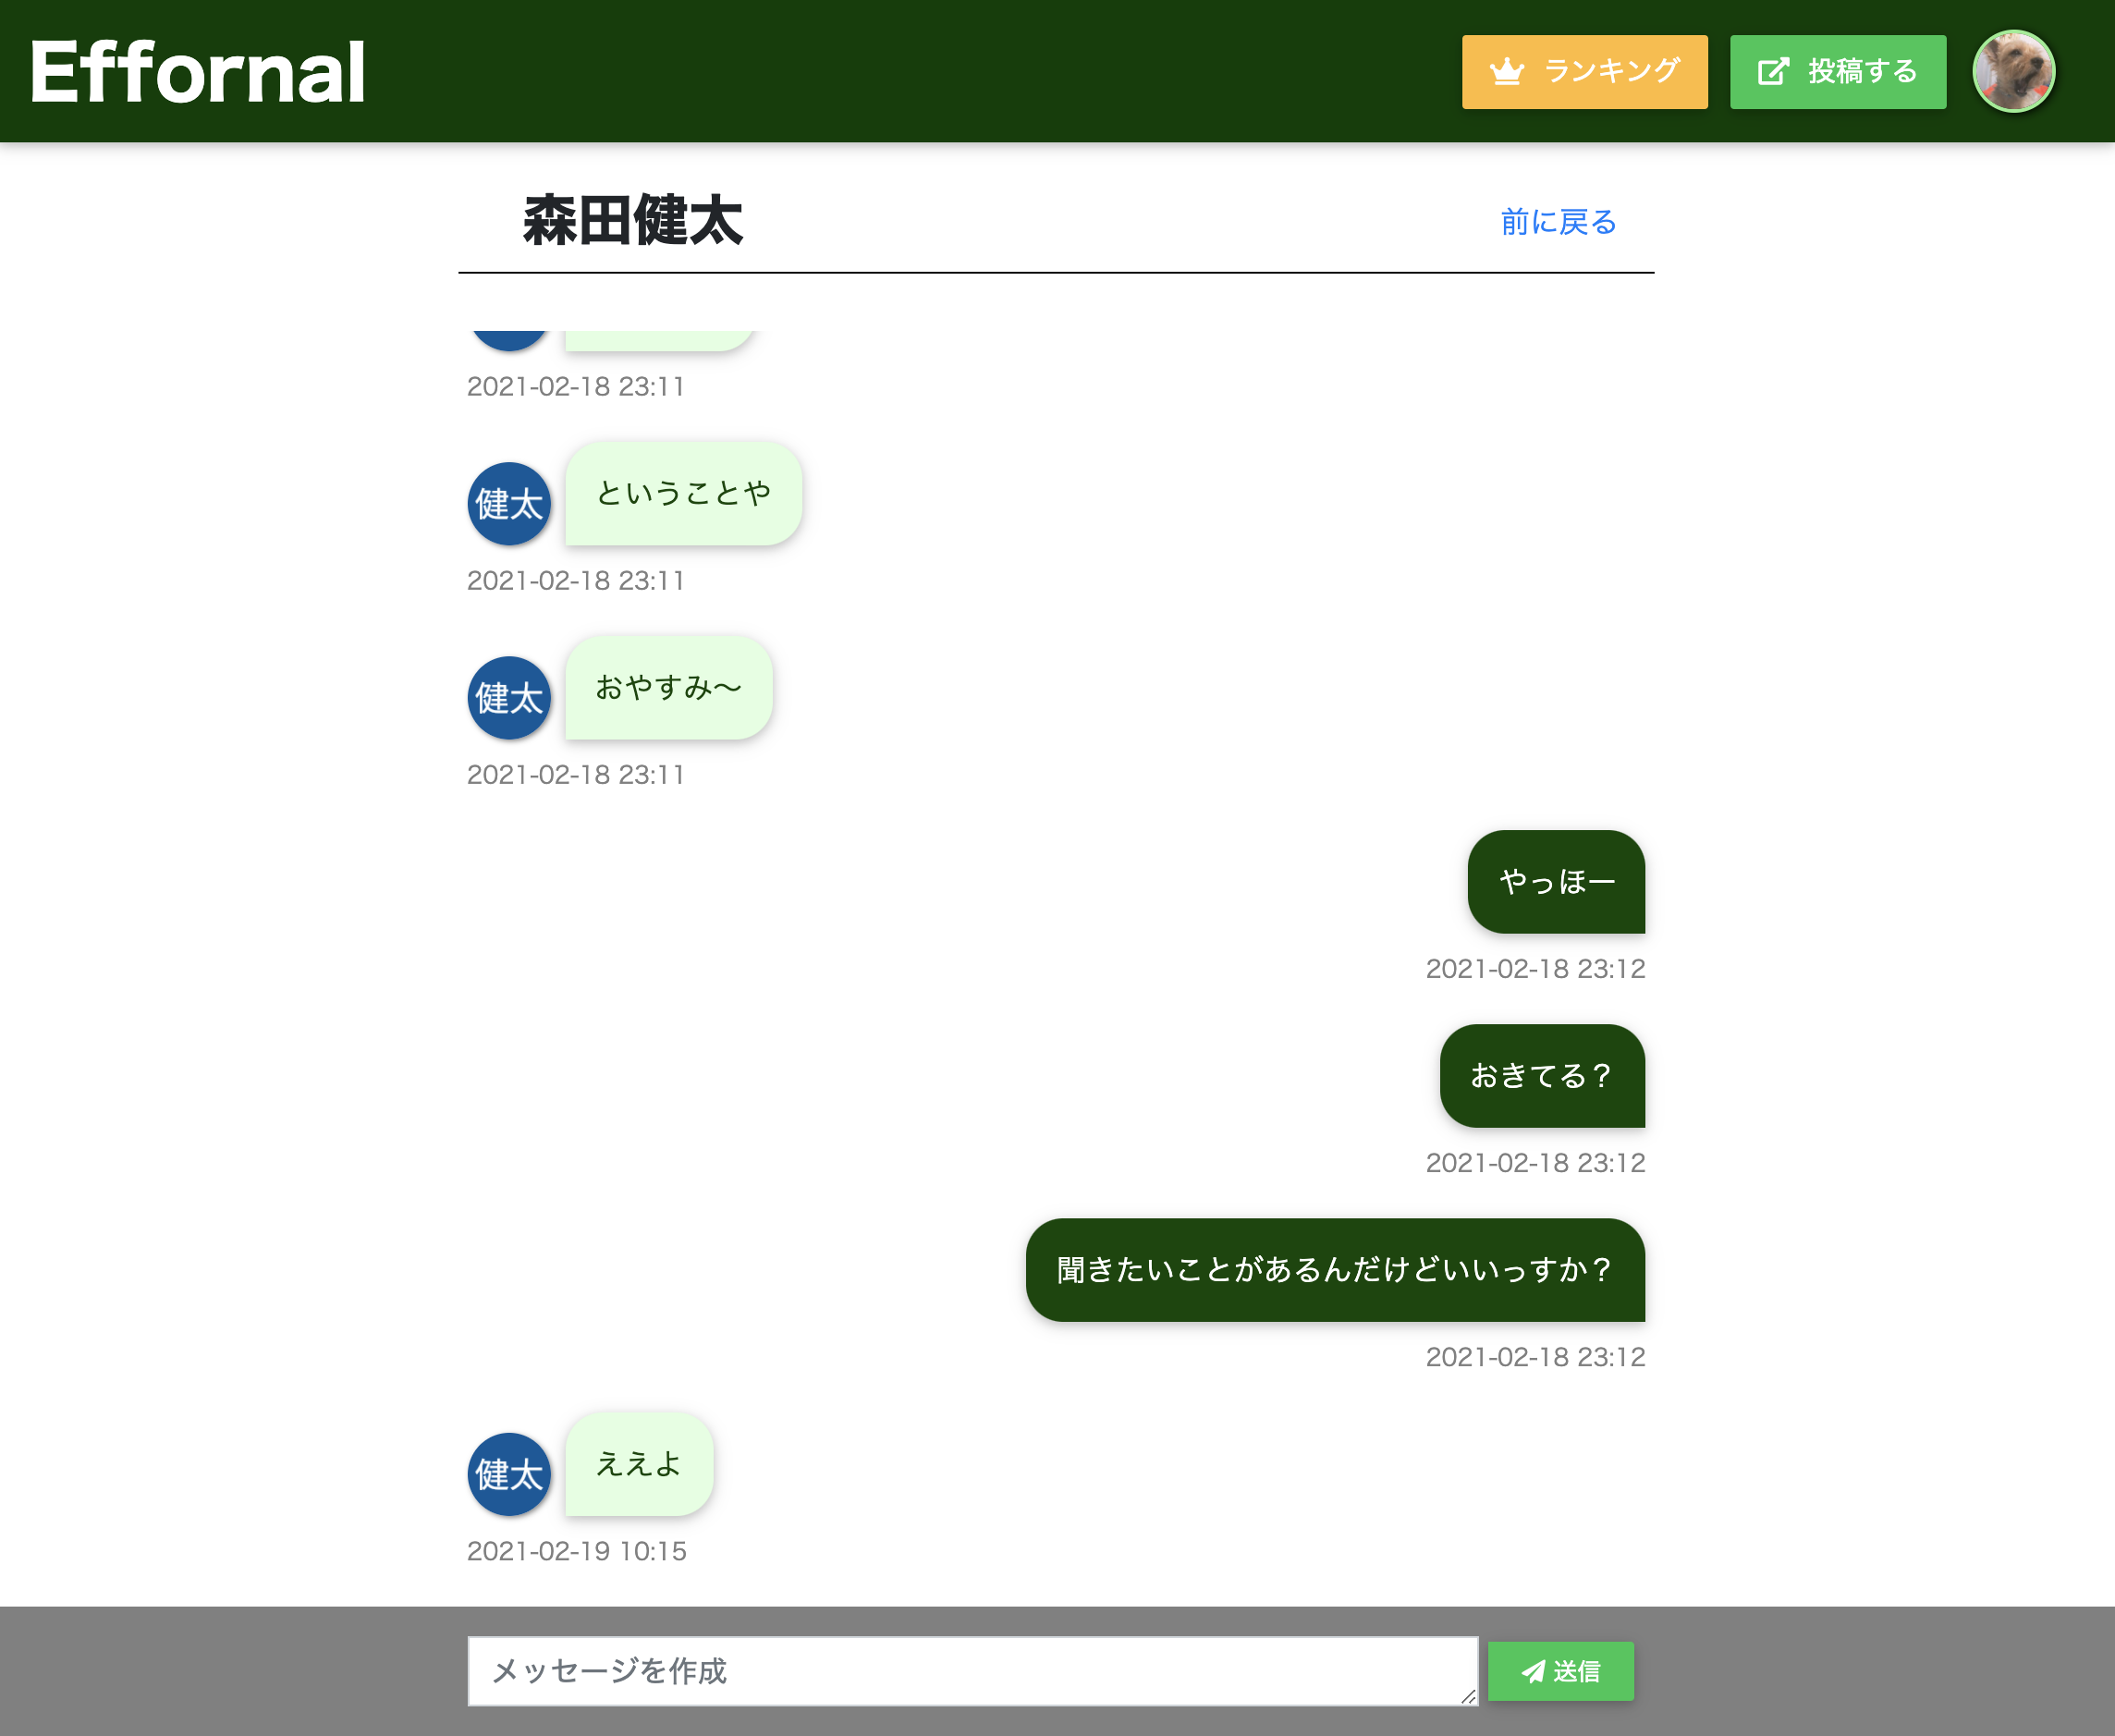 Effornal
ランキング
投稿する
森田健太
前に戻る
2021-02-18 23:11
健太
ということや
2021-02-18 23:11
健太
おやすみ〜
2021-02-18 23:11
やっほー
2021-02-18 23:12
おきてる？
2021-02-18 23:12
聞きたいことがあるんだけどいいっすか？
2021-02-18 23:12
健太
ええよ
2021-02-19 10:15
メッセージを作成
送信